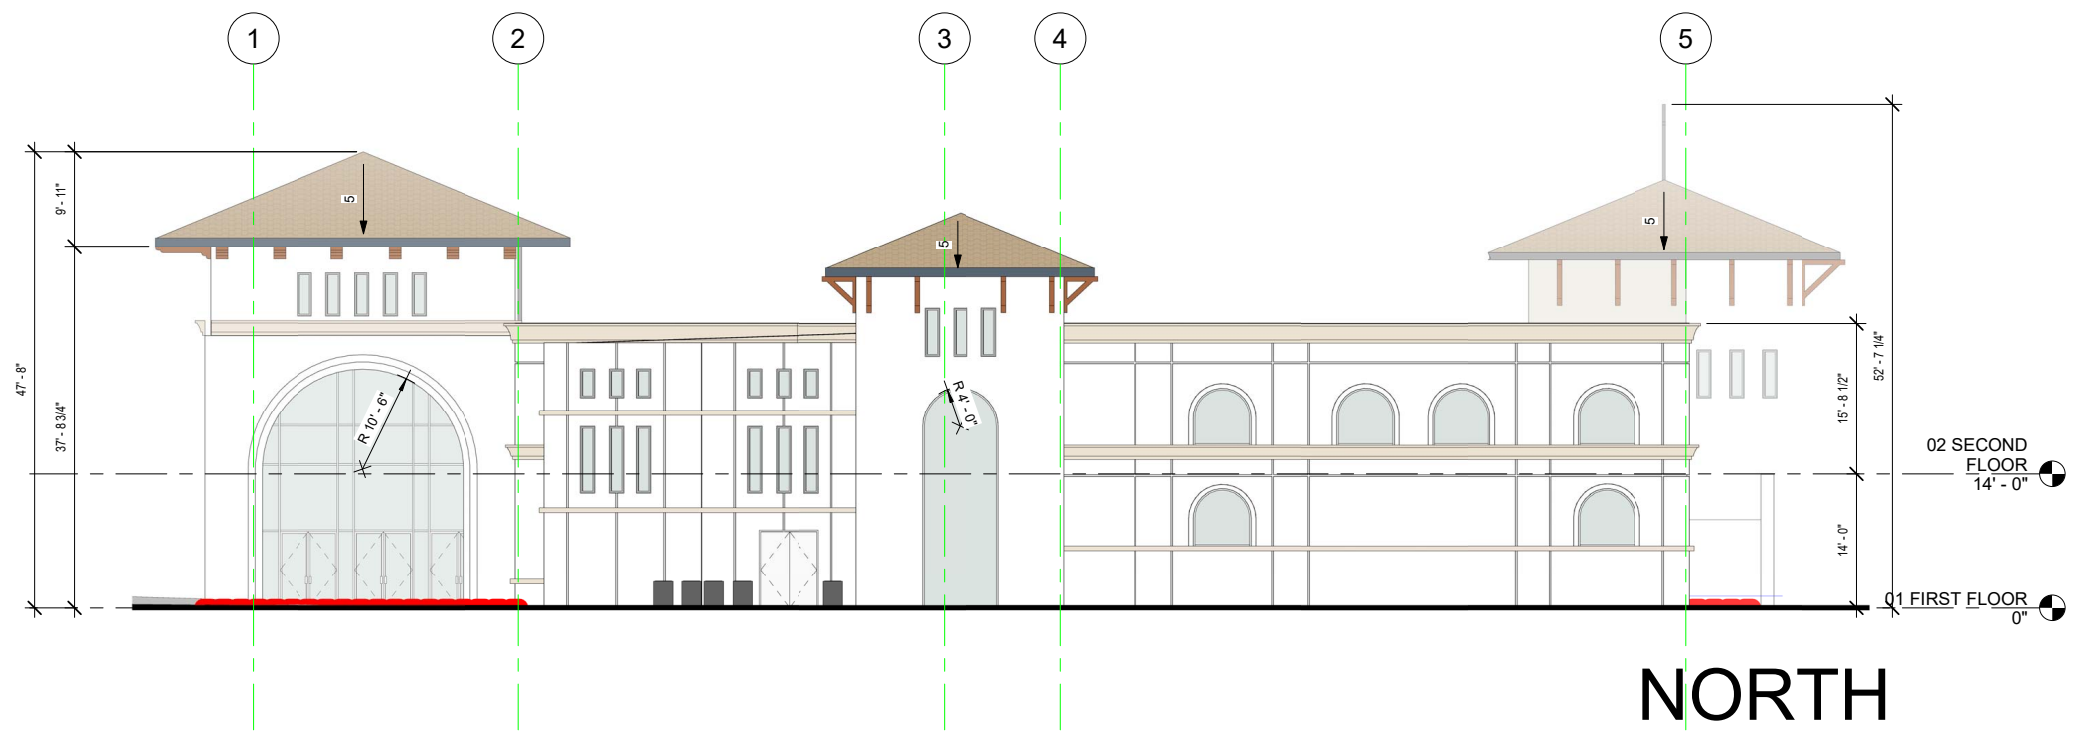 1
2
3
4
5
9' - 11"
5
5
5
47' - 8"
37' - 8 3/4"
R 10' - 6"
R 4' - 0"
52' - 7 1/4"
15' - 8 1/2"
14' - 0"
02 SECOND
FLOOR
14' - 0"
01 FIRST FLOOR
0"
NORTH